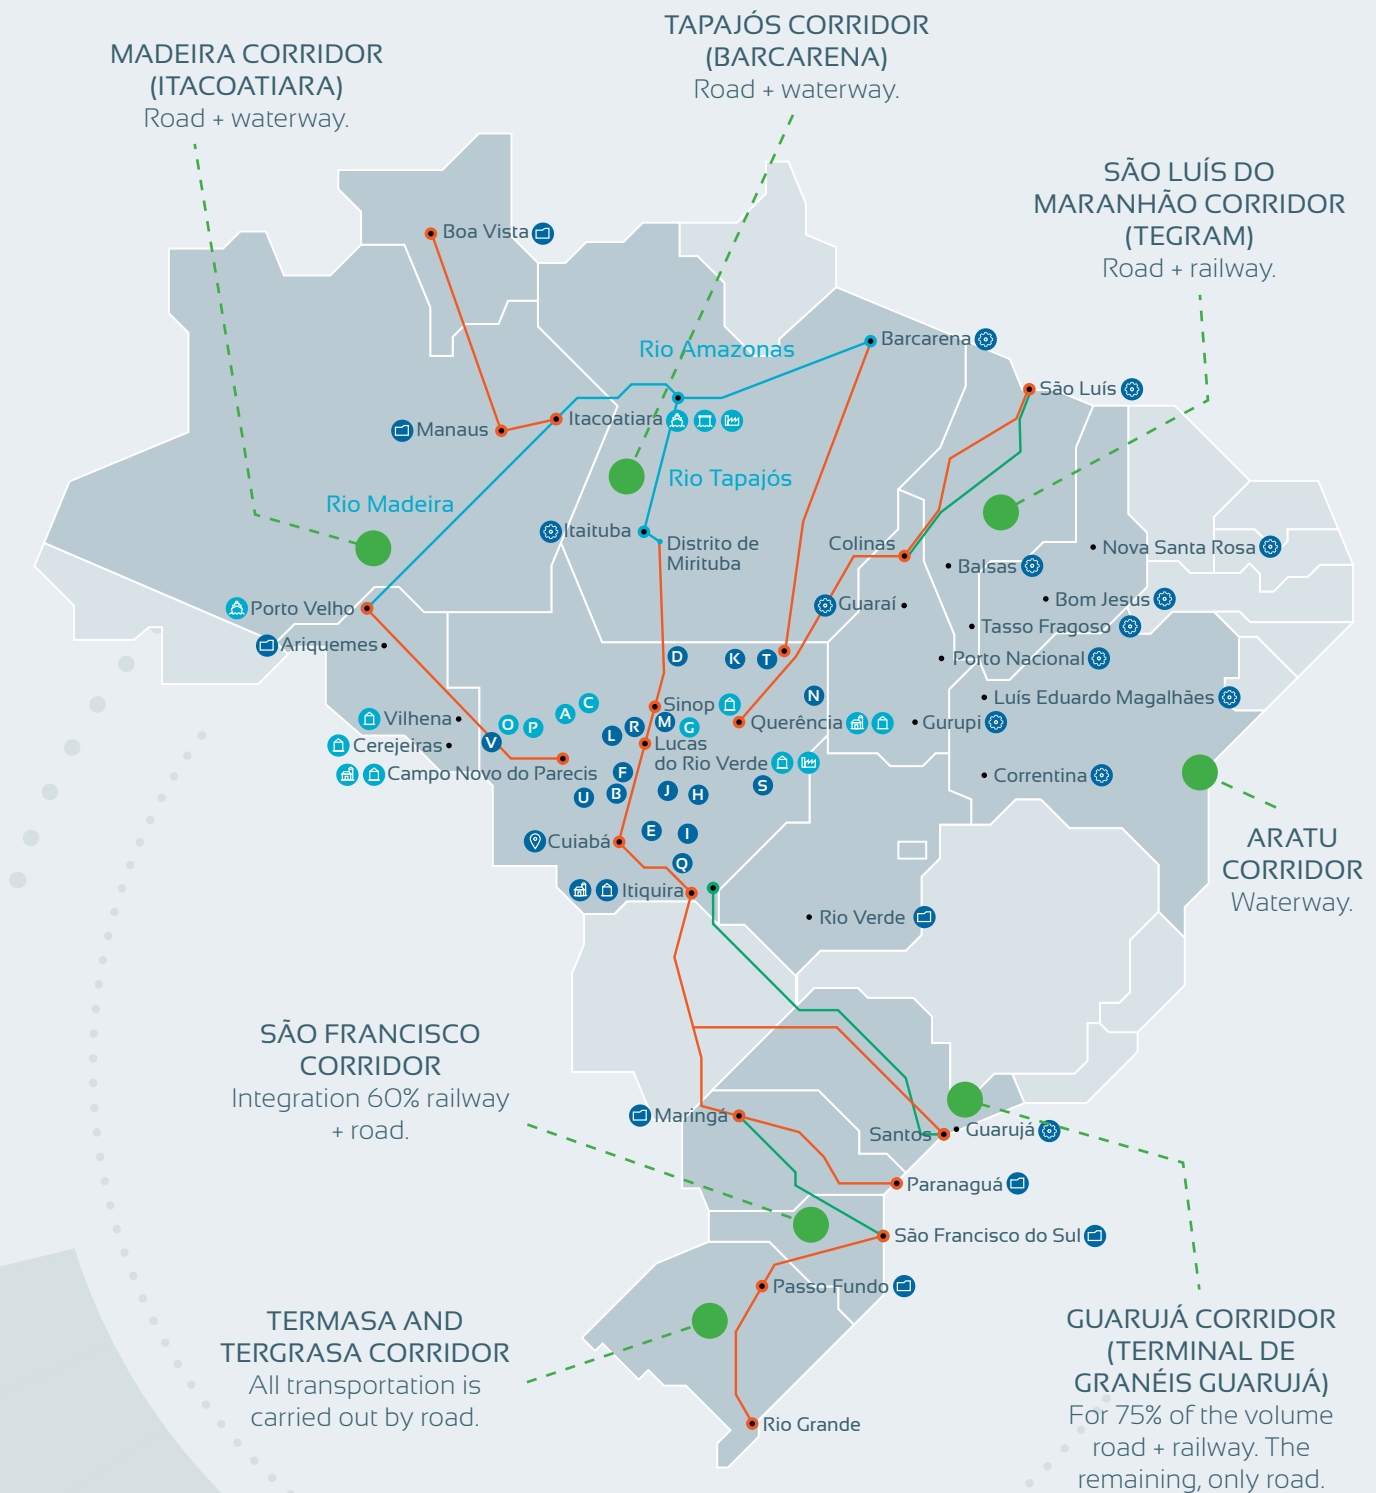 TAPAJÓS CORRIDOR
(BARCARENA)
Road + waterway.
MADEIRA CORRIDOR
(ITACOATIARA)
Road + waterway.
SÃO LUÍS DO
MARANHÃO CORRIDOR
(TEGRAM)
Road + railway.
Boa Vista
Rio Amazonas
Barcarena
São Luís
Manaus
Itacoatiara
Rio Madeira
Rio Tapajós
Itaituba
Distrito de
Mirituba
Colinas
Nova Santa Rosa
Balsas
Porto Velho
Guaraí
Bom Jesus
Ariquemes
Tasso Fragoso
D
K
T
Porto Nacional
N
Luís Eduardo Magalhães
Vilhena
O
P
A
C
Sinop
L
R
M
G
Querência
Gurupi
Cerejeiras
V
Lucas
do Rio Verde
Campo Novo do Parecis
F
U
B
J
H
S
Correntina
Cuiabá
E
I
Q
Itiquira
ARATU
CORRIDOR
Waterway.
Rio Verde
SÃO FRANCISCO
CORRIDOR
Integration 60% railway
+ road.
Maringá
Santos
Guarujá
Paranaguá
São Francisco do Sul
Passo Fundo
TERMASA AND
TERGRASA CORRIDOR
All transportation is
carried out by road.
Rio Grande
GUARUJÁ CORRIDOR
(TERMINAL DE
GRANÉIS GUARUJÁ)
For 75% of the volume
road + railway. The
remaining, only road.